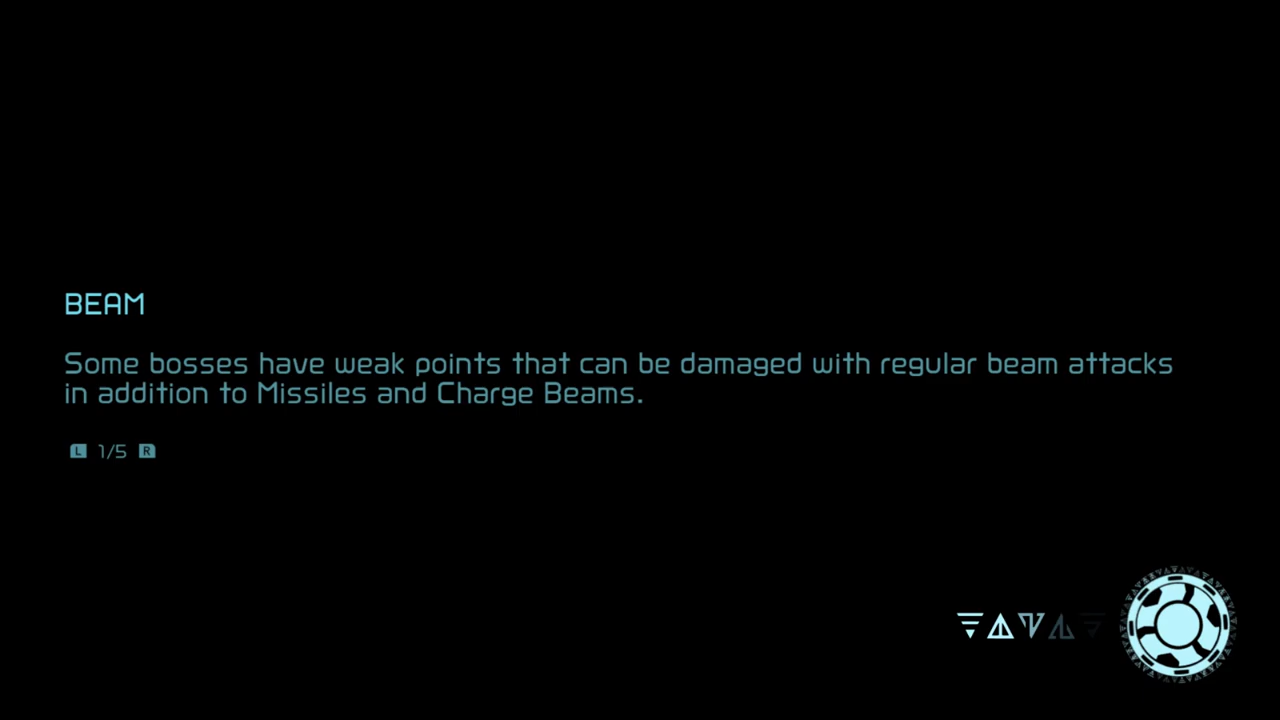 BEAM
Some bosses have weak points that can be damaged with regular beam attacks
in addition to Missiles and Charge Beams.
L 1/5 R